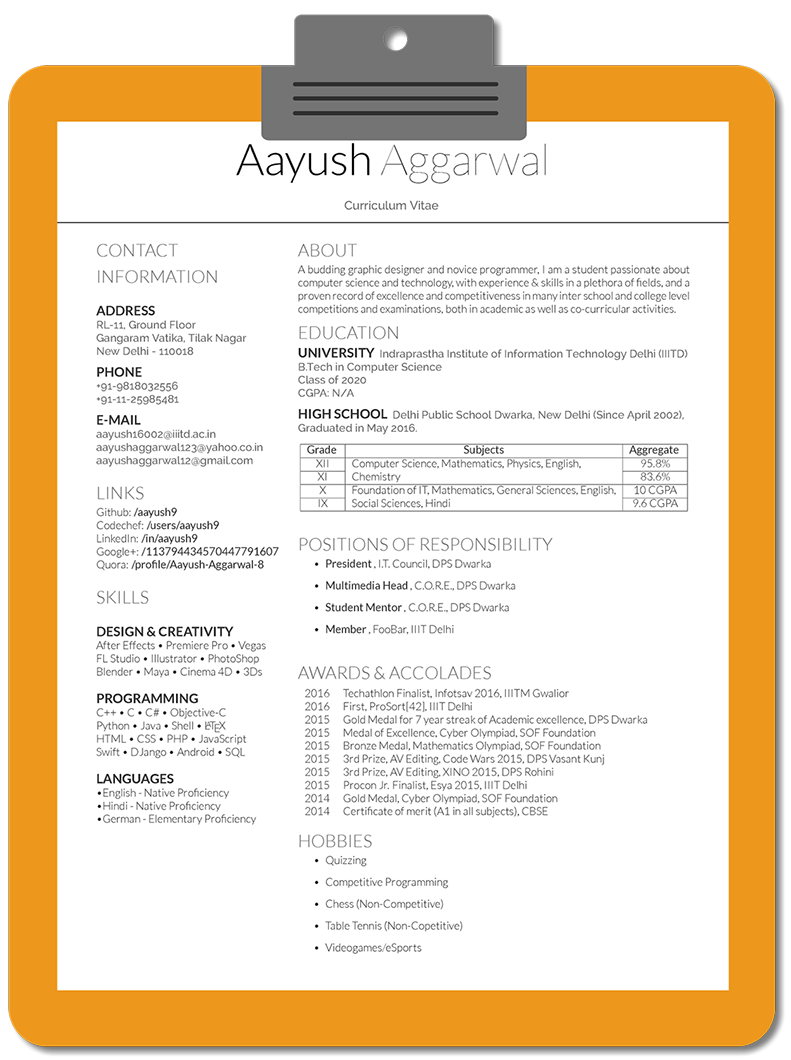 Aayush Aggarwal
Curriculum Vitae
CONTACT
INFORMATION
ADDRESS
RL-11, Ground Floor
Gangaram Vatika, Tilak Nagar
New Delhi - 110018
PHONE
+91-9818032556
+91-11-25985481
E-MAIL
aayush16002@iiitd.ac.in
aayushaggarwal123@yahoo.co.in
aayushaggarwal12@gmail.com
LINKS
Github: /aayush9
Codechef: /users/aayush9
LinkedIn: /in/aayush9
Google+: /113794434570447791607
Quora: /profile/Aayush-Aggarwal-8
SKILLS
DESIGN & CREATIVITY
After Effects • Premiere Pro • Vegas
FL Studio • Illustrator • PhotoShop
Blender • Maya • Cinema 4D • 3Ds
PROGRAMMING
C++ • C • C# • Objective-C
Python • Java • Shell • LATEX
HTML • CSS • PHP • JavaScript
Swift • DJango • Android • SQL
LANGUAGES
•English - Native Proficiency
•Hindi - Native Proficiency
•German - Elementary Proficiency
ABOUT
A budding graphic designer and novice programmer, I am a student passionate about
computer science and technology, with experience & skills in a plethora of fields, and a
proven record of excellence and competitiveness in many inter school and college level
competitions and examinations, both in academic as well as co-curricular activities.
EDUCATION
UNIVERSITY Indraprastha Institute of Information Technology Delhi (IIITD)
B.Tech in Computer Science
Class of 2020
CGPA: N/A
HIGH SCHOOL Delhi Public School Dwarka, New Delhi (Since April 2002),
Graduated in May 2016.
Grade Subjects Aggregate
XII Computer Science, Mathematics, Physics, English, 95.8%
XI Chemistry 83.6%
X Foundation of IT, Mathematics, General Sciences, English, 10 CGPA
IX Social Sciences, Hindi 9.6 CGPA
POSITIONS OF RESPONSIBILITY
• President , I.T. Council, DPS Dwarka
• Multimedia Head , C.O.R.E., DPS Dwarka
• Student Mentor , C.O.R.E., DPS Dwarka
• Member , FooBar, IIIT Delhi
AWARDS & ACCOLADES
2016 Techathlon Finalist, Infotsav 2016, IIITM Gwalior
2016 First, ProSort[42], IIIT Delhi
2015 Gold Medal for 7 year streak of Academic excellence, DPS Dwarka
2015 Medal of Excellence, Cyber Olympiad, SOF Foundation
2015 Bronze Medal, Mathematics Olympiad, SOF Foundation
2015 3rd Prize, AV Editing, Code Wars 2015, DPS Vasant Kunj
2015 3rd Prize, AV Editing, XINO 2015, DPS Rohini
2015 Procon Jr. Finalist, Esya 2015, IIIT Delhi
2014 Gold Medal, Cyber Olympiad, SOF Foundation
2014 Certificate of merit (A1 in all subjects), CBSE
HOBBIES
• Quizzing
• Competitive Programming
• Chess (Non-Competitive)
• Table Tennis (Non-Copetitive)
• Videogames/eSports